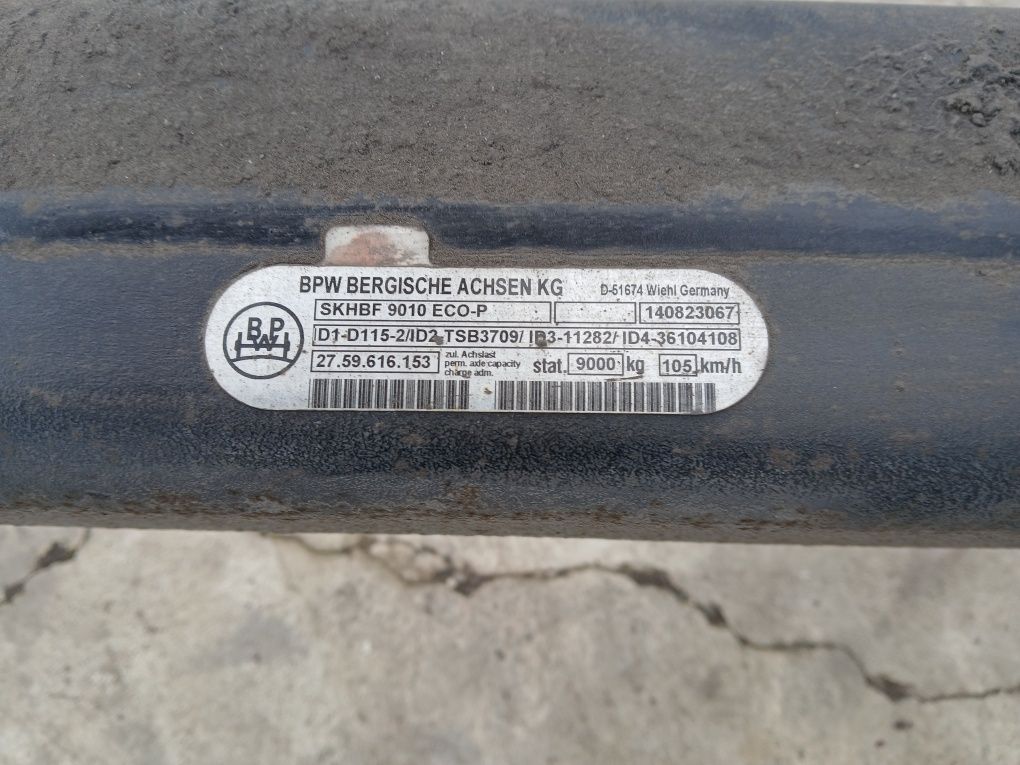 BPW BERGISCHE ACHSEN KG D-51674 Wiehl Germany
BPW
SKHBF 9010 ECO-P 140823067
D1-D115-2/ID2-TSB3709/ ID3-11282/ ID4-36104108
27.59.616.153 zul. Achslast stat. 9000 kg 105 km/h
perm. axle capacity
charge adm.